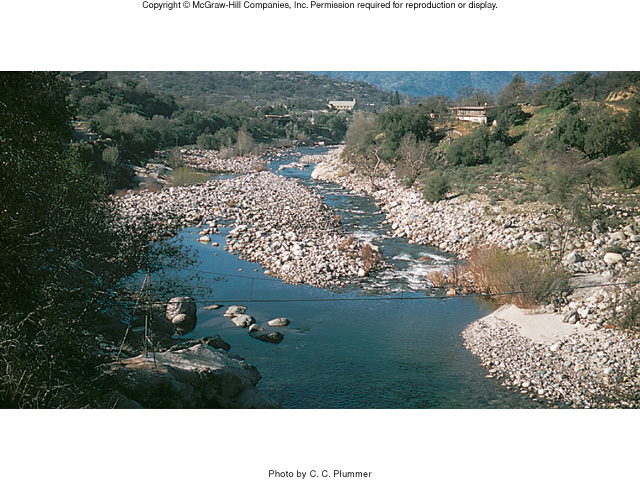 Copyright © McGraw-Hill Companies, Inc. Permission required for reproduction or display.
Photo by C. C. Plummer